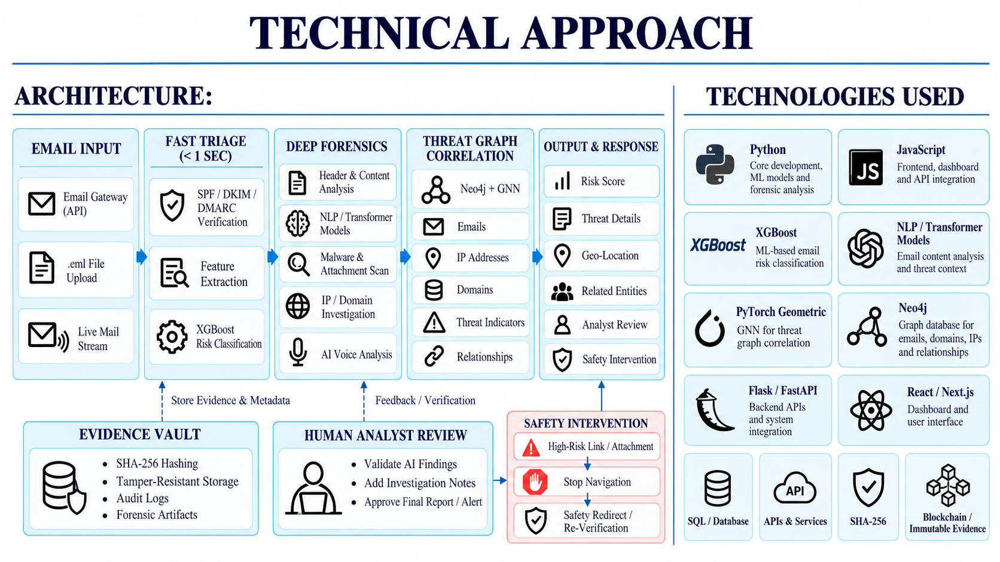 TECHNICAL APPROACH
ARCHITECTURE:
EMAIL INPUT
Email Gateway
(API)
.eml File
Upload
Live Mail
Stream
FAST TRIAGE
(< 1 SEC)
SPF / DKIM /
DMARC
Verification
Feature
Extraction
XGBoost
Risk Classification
DEEP FORENSICS
Header & Content
Analysis
NLP / Transformer
Models
Malware &
Attachment Scan
IP / Domain
Investigation
AI Voice Analysis
THREAT GRAPH
CORRELATION
Neo4j + GNN
Emails
IP Addresses
Domains
Threat Indicators
Relationships
OUTPUT & RESPONSE
Risk Score
Threat Details
Geo-Location
Related Entities
Analyst Review
Safety Intervention
Store Evidence & Metadata
Feedback / Verification
EVIDENCE VAULT
• SHA-256 Hashing
• Tamper-Resistant Storage
• Audit Logs
• Forensic Artifacts
HUMAN ANALYST REVIEW
• Validate AI Findings
• Add Investigation Notes
• Approve Final Report / Alert
SAFETY INTERVENTION
High-Risk Link / Attachment
Stop Navigation
Safety Redirect /
Re-Verification
TECHNOLOGIES USED
Python
Core development,
ML models and
forensic analysis
JS
JavaScript
Frontend, dashboard
and API integration
XGBoost
XGBoost
ML-based email
risk classification
NLP / Transformer
Models
Email content analysis
and threat context
PyTorch Geometric
GNN for threat
graph correlation
Neo4j
Graph database for
emails, domains, IPs
and relationships
Flask / FastAPI
Backend APIs
and system
integration
React / Next.js
Dashboard and
user interface
SQL / Database
API
APIs & Services
SHA-256
Blockchain /
Immutable Evidence